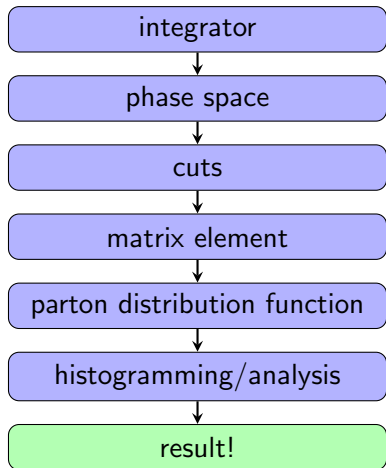 integrator
phase space
cuts
matrix element
parton distribution function
histogramming/analysis
result!